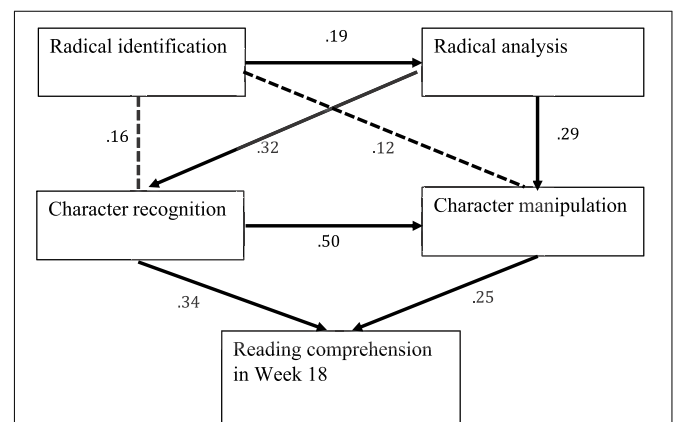 .19
Radical identification
Radical analysis
.16
.32
.12
.29
Character recognition
Character manipulation
.50
.34
.25
Reading comprehension
in Week 18